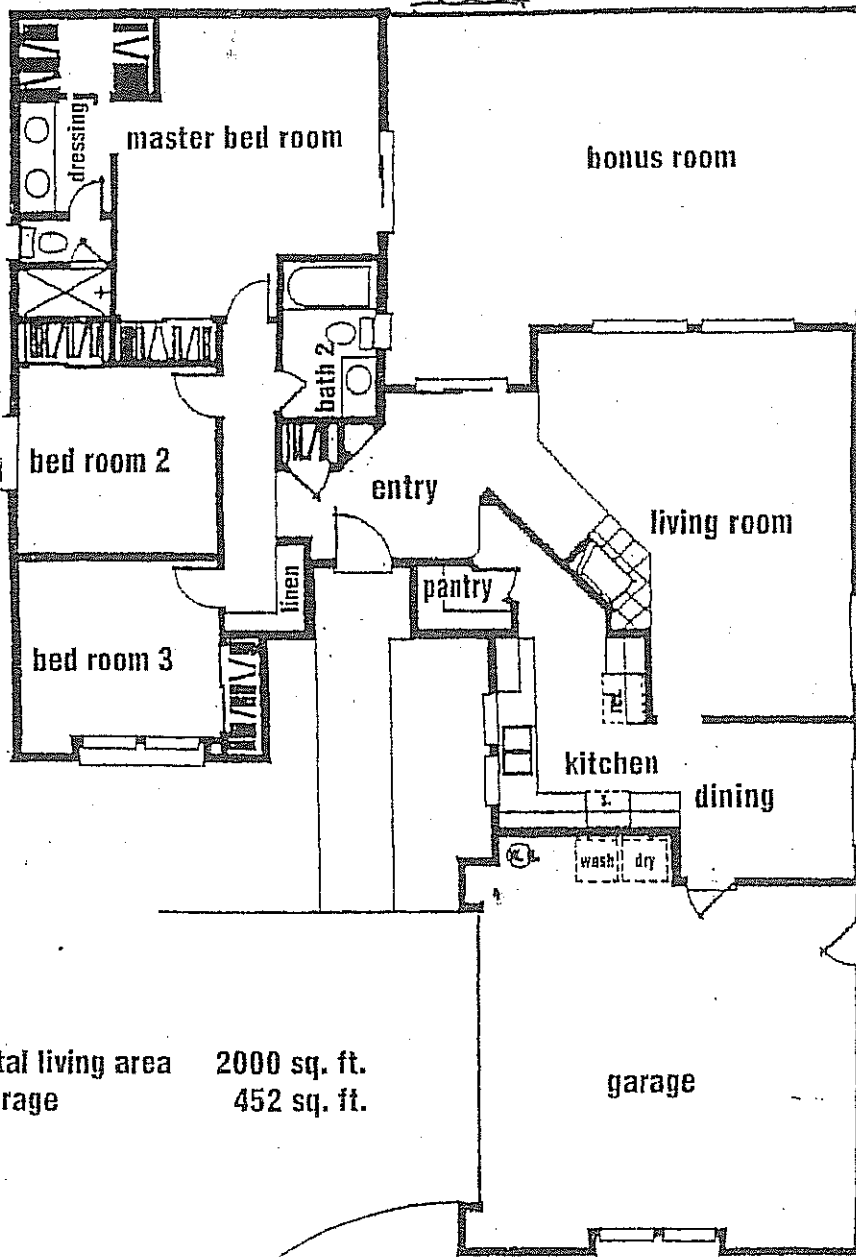 master bed room
bonus room
dressing
bath 2
bed room 2
entry
living room
linen
pantry
bed room 3
ref.
kitchen
dining
s.
wash
dry
tal living area 2000 sq. ft.
rage 452 sq. ft.
garage